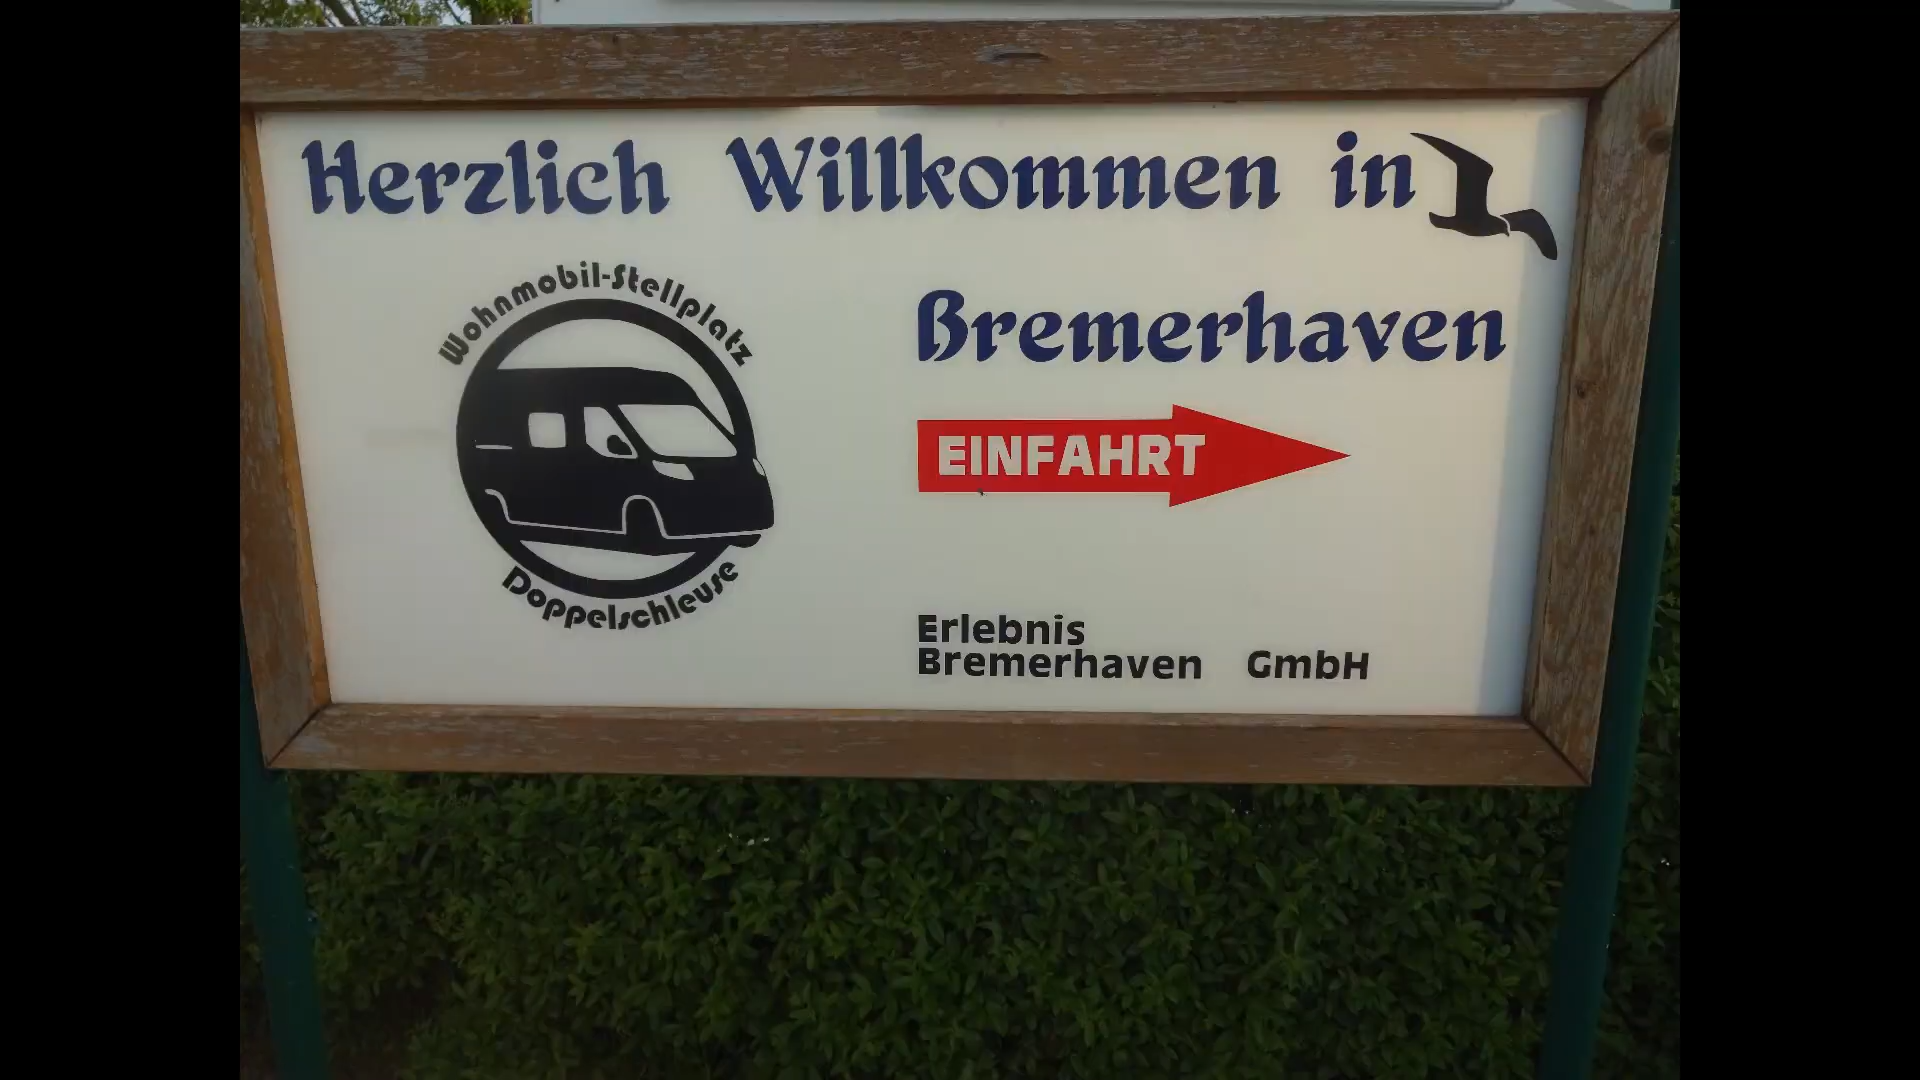 Herzlich Willkommen in
Bremerhaven
Wohnmobil-Stellplatz
Doppelschleuse
EINFAHRT
Erlebnis
Bremerhaven GmbH